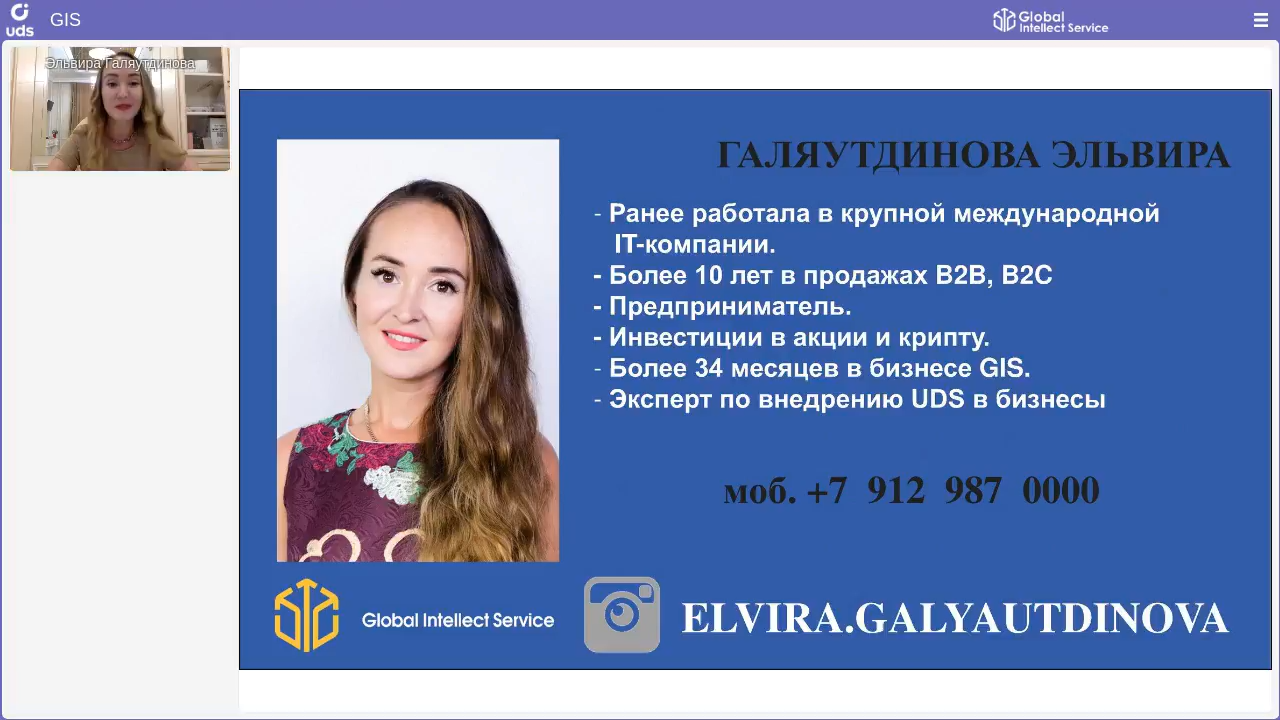 uds
GIS
Global
Intellect Service
Эльвира Галяутдинова
ГАЛЯУТДИНОВА ЭЛЬВИРА
- Ранее работала в крупной международной
IT-компании.
- Более 10 лет в продажах B2B, B2C
- Предприниматель.
- Инвестиции в акции и крипту.
- Более 34 месяцев в бизнесе GIS.
- Эксперт по внедрению UDS в бизнесы
моб. +7 912 987 0000
Global Intellect Service
ELVIRA.GALYAUTDINOVA